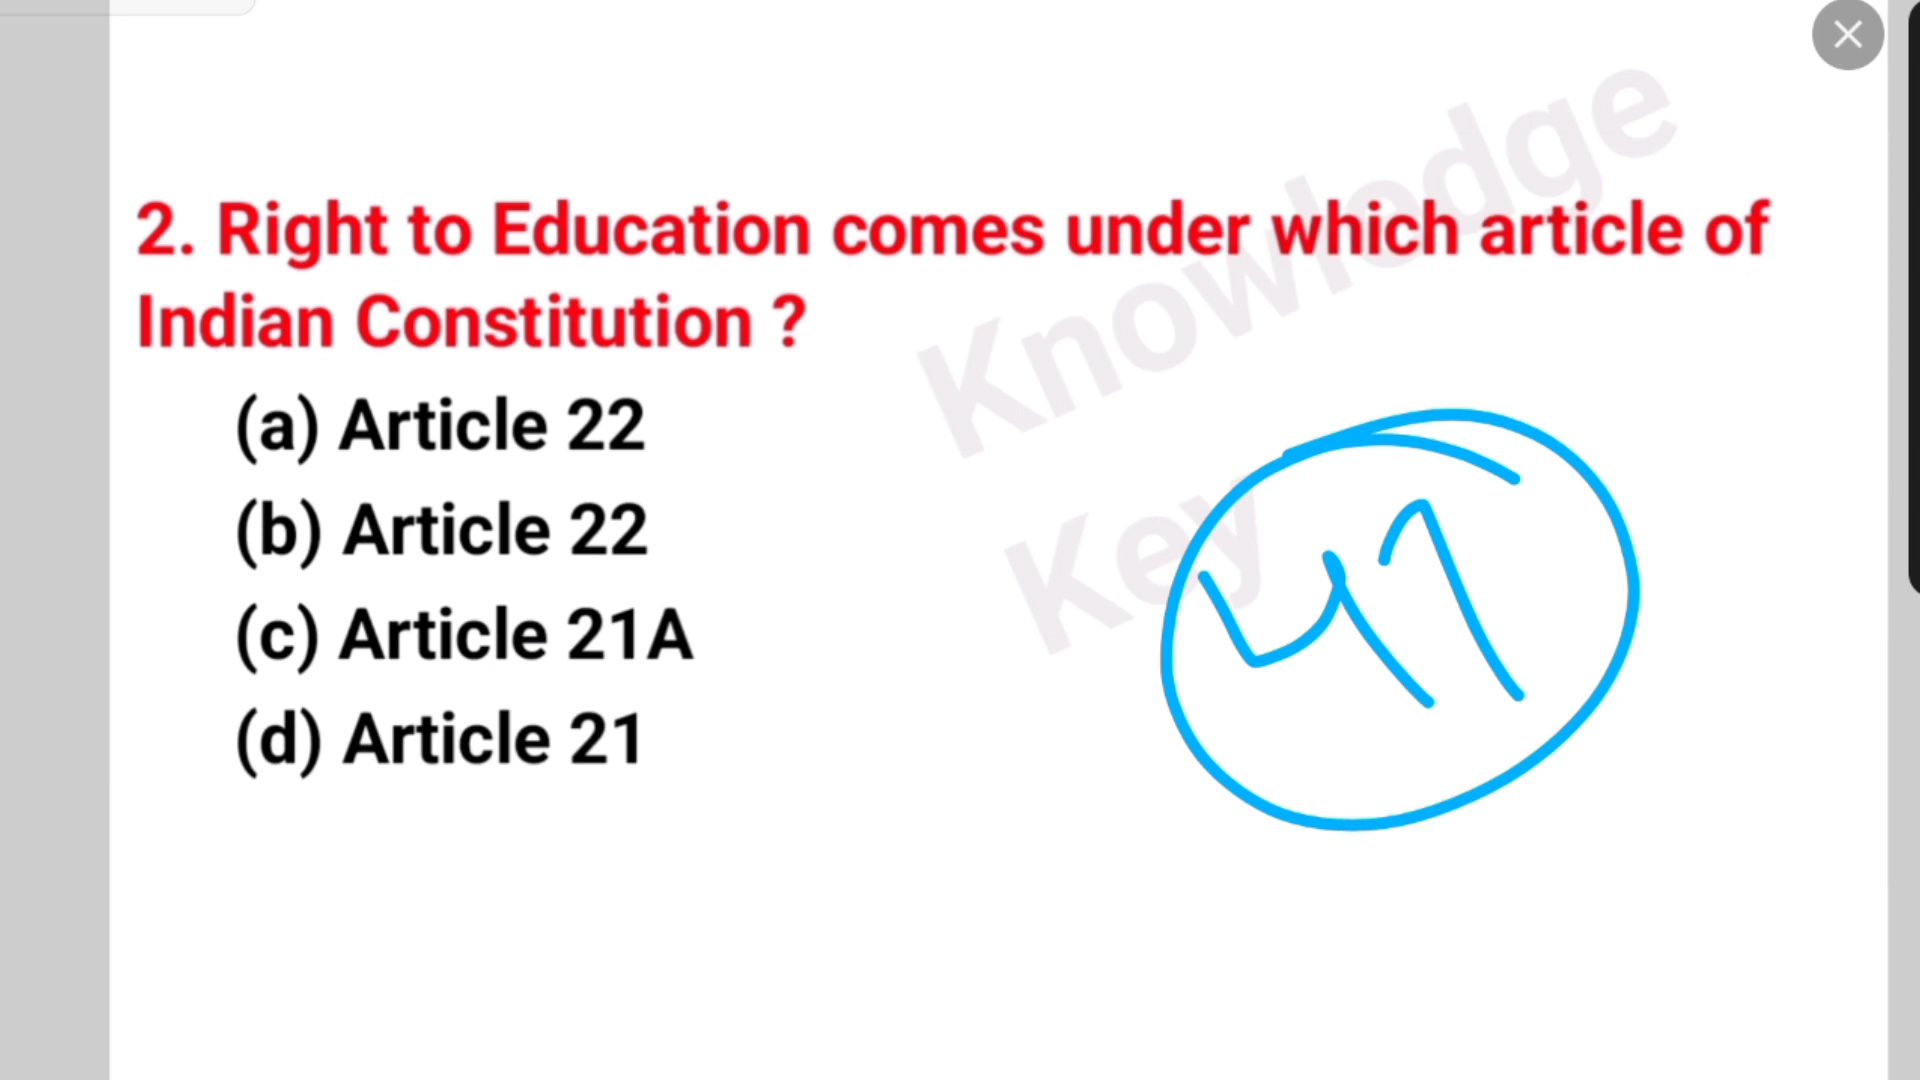 2. Right to Education comes under which article of
Indian Constitution ?
(a) Article 22
(b) Article 22
(c) Article 21A
(d) Article 21
Knowledge
Key
47